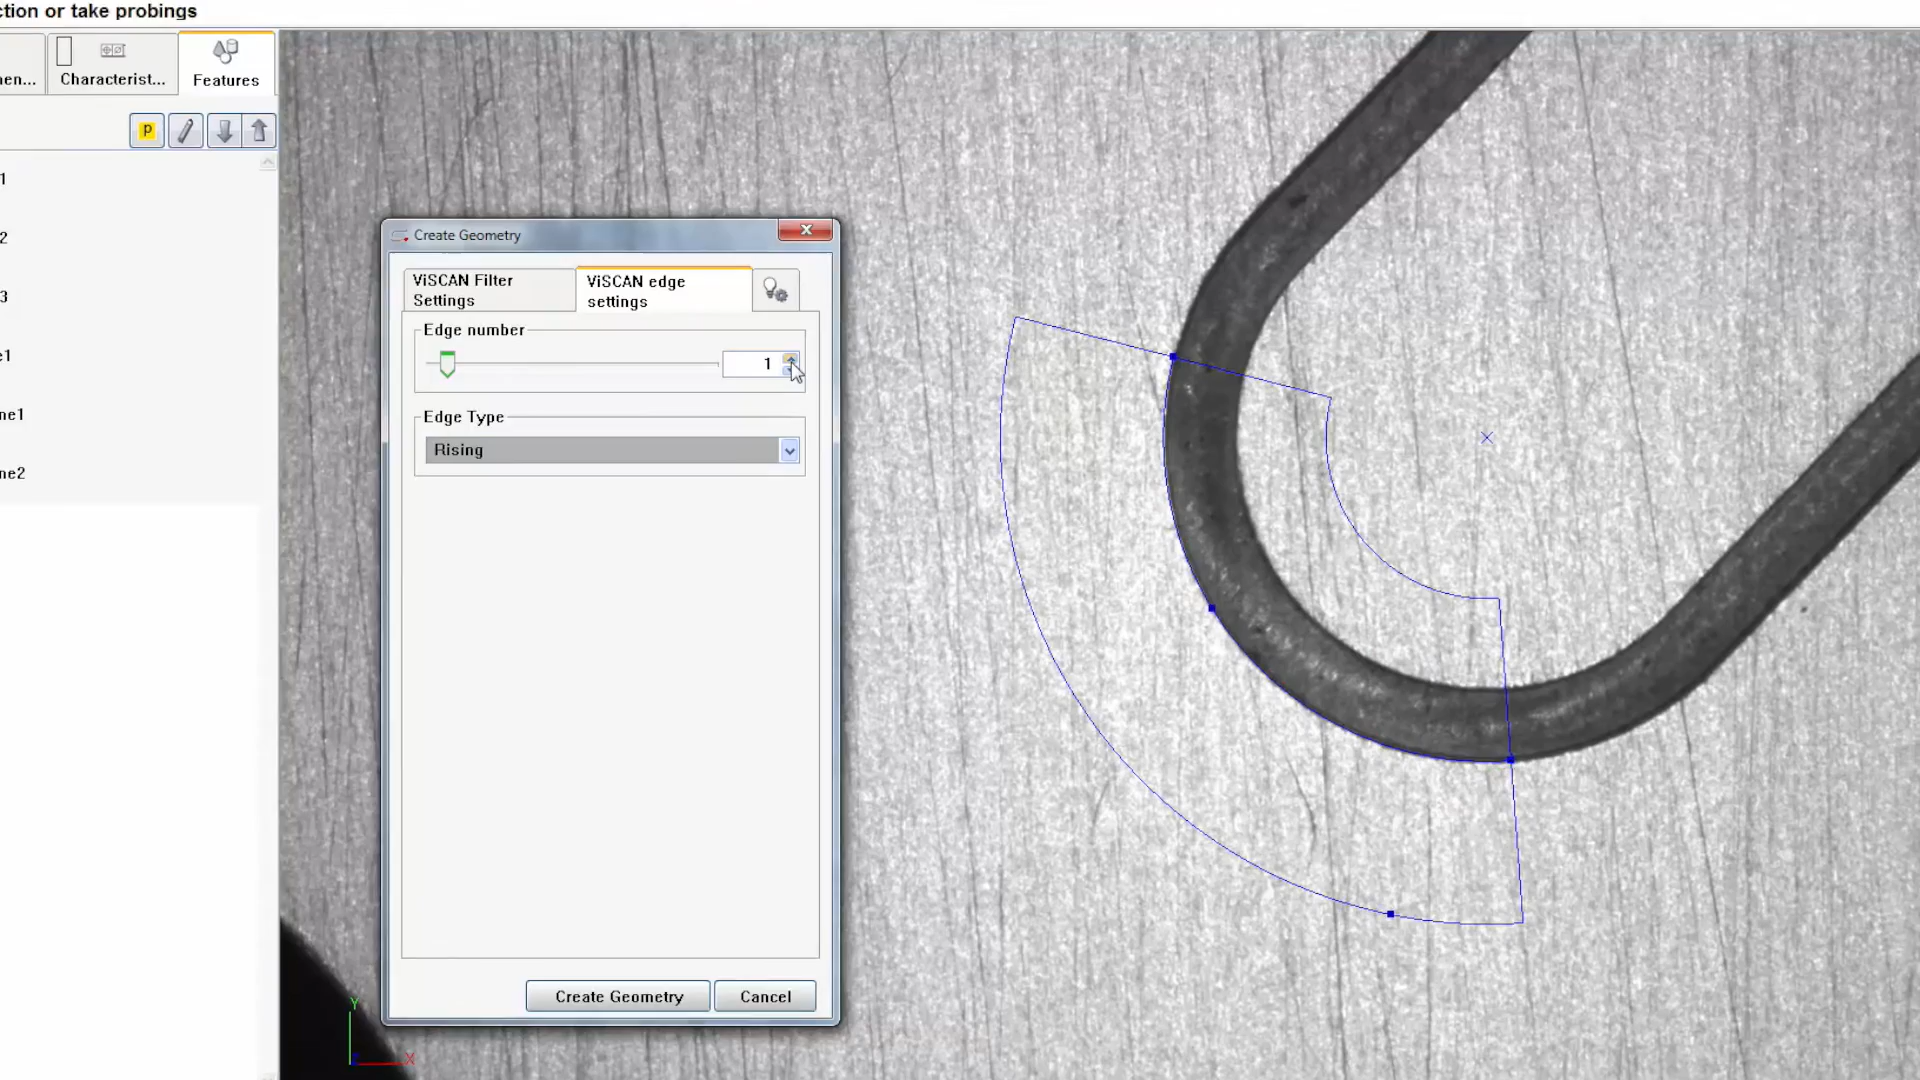 ction or take probings
nen...
Characterist...
Features
P
1
2
3
e1
ne1
ne2
Create Geometry
ViSCAN Filter
Settings
ViSCAN edge
settings
Edge number
1
Edge Type
Rising
Create Geometry
Cancel
Y
X